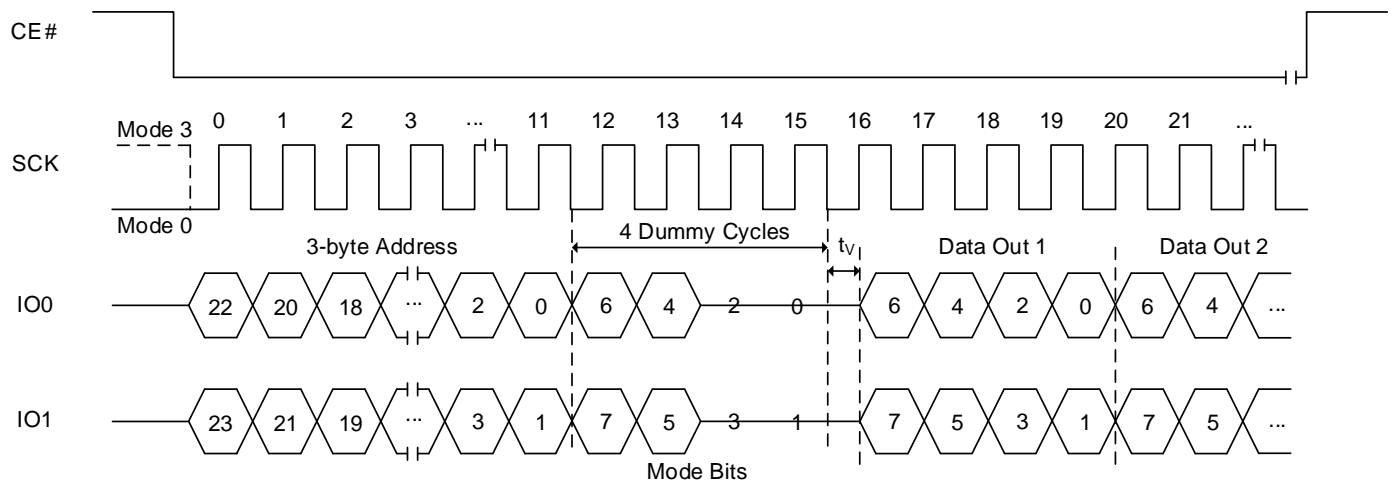 CE#
0 1 2 3 ... 11 12 13 14 15 16 17 18 19 20 21 ...
Mode 3
SCK
Mode 0
3-byte Address 4 Dummy Cycles tV Data Out 1 Data Out 2
IO0 22 20 18 ... 2 0 6 4 2 0 6 4 2 0 6 4 ...
IO1 23 21 19 ... 3 1 7 5 3 1 7 5 3 1 7 5 ...
Mode Bits